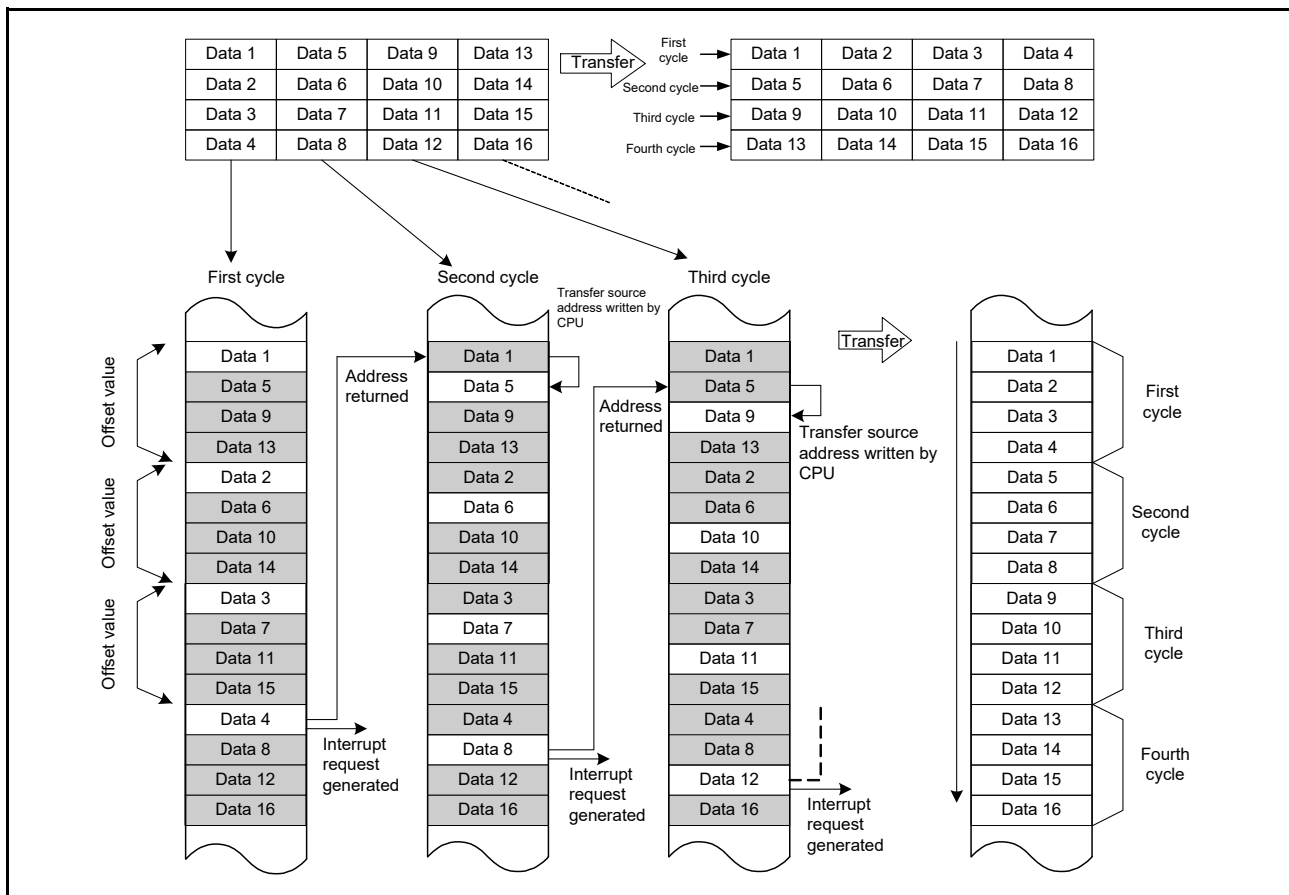 Data 1 Data 5 Data 9 Data 13
Data 2 Data 6 Data 10 Data 14
Data 3 Data 7 Data 11 Data 15
Data 4 Data 8 Data 12 Data 16
Transfer
First
cycle
Second cycle
Third cycle
Fourth cycle
Data 1 Data 2 Data 3 Data 4
Data 5 Data 6 Data 7 Data 8
Data 9 Data 10 Data 11 Data 12
Data 13 Data 14 Data 15 Data 16
First cycle
Offset value
Offset value
Offset value
Data 1
Data 5
Data 9
Data 13
Data 2
Data 6
Data 10
Data 14
Data 3
Data 7
Data 11
Data 15
Data 4
Data 8
Data 12
Data 16
Address
returned
Interrupt
request
generated
Second cycle
Transfer source
address written by
CPU
Data 1
Data 5
Data 9
Data 13
Data 2
Data 6
Data 10
Data 14
Data 3
Data 7
Data 11
Data 15
Data 4
Data 8
Data 12
Data 16
Address
returned
Interrupt
request
generated
Third cycle
Data 1
Data 5
Data 9
Data 13
Data 2
Data 6
Data 10
Data 14
Data 3
Data 7
Data 11
Data 15
Data 4
Data 8
Data 12
Data 16
Transfer source
address written by
CPU
Interrupt
request
generated
Transfer
Data 1
Data 2
Data 3
Data 4
Data 5
Data 6
Data 7
Data 8
Data 9
Data 10
Data 11
Data 12
Data 13
Data 14
Data 15
Data 16
First
cycle
Second
cycle
Third
cycle
Fourth
cycle